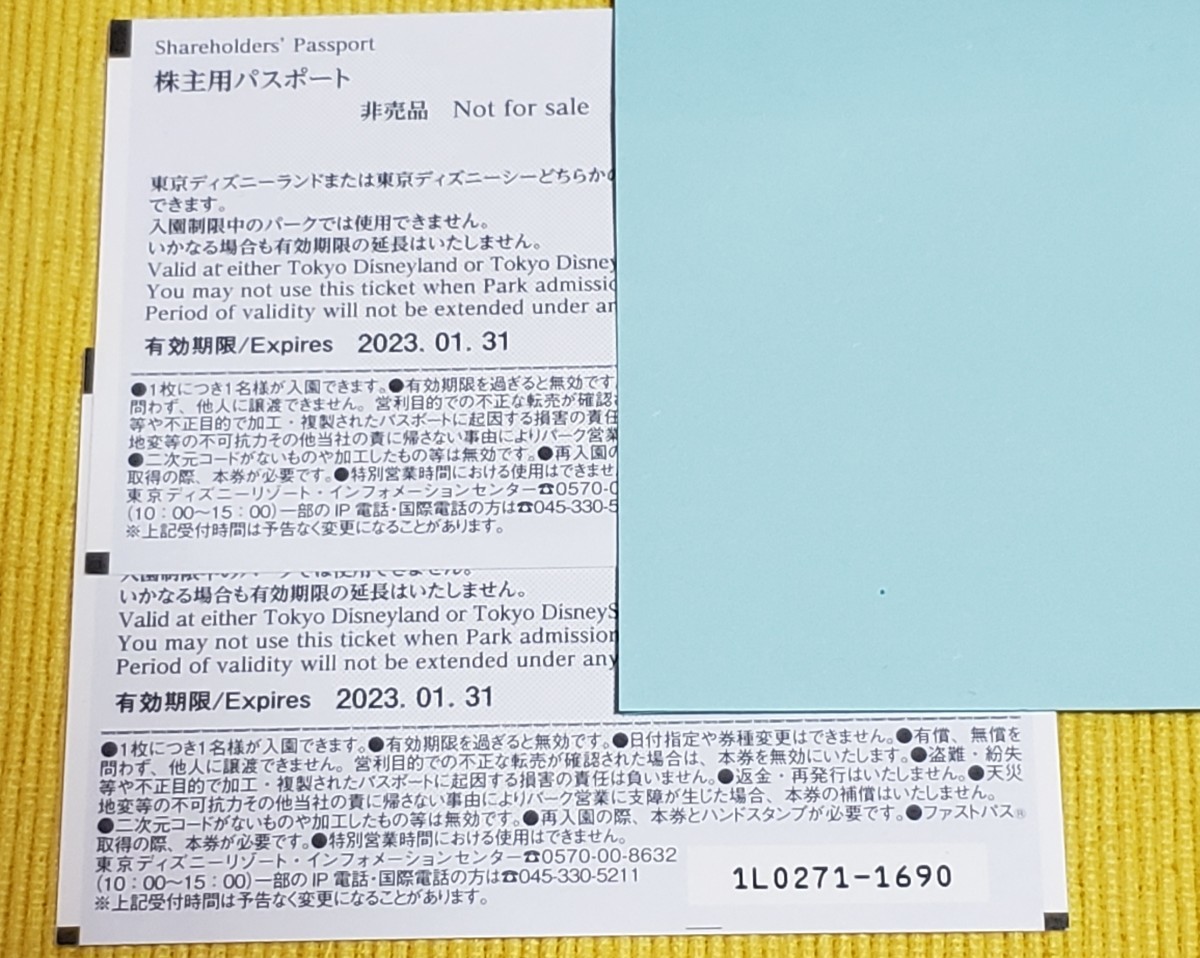 Shareholders' Passport
株主用パスポート
非売品 Not for sale
東京ディズニーランドまたは東京ディズニーシーどちらかの
できます。
入園制限中のパークでは使用できません。
いかなる場合も有効期限の延長はいたしません。
Valid at either Tokyo Disneyland or Tokyo Disney
You may not use this ticket when Park admissio
Period of validity will not be extended under an
有効期限/Expires 2023. 01. 31
●1枚につき1名様が入園できます。●有効期限を過ぎると無効です
問わず、他人に譲渡できません。営利目的での不正な転売が確認
等や不正目的で加工・複製されたパスポートに起因する損害の責任
地変等の不可抗力その他当社の責に帰さない事由によりパーク営業
●二次元コードがないものや加工したもの等は無効です。●再入園の
取得の際、本券が必要です。●特別営業時間における使用はできませ
東京ディズニーリゾート・インフォメーションセンター☎0570-0
(10：00～15：00)一部のIP電話・国際電話の方は☎045-330-5
※上記受付時間は予告なく変更になることがあります。
入園制限中のパークでは使用できません。
いかなる場合も有効期限の延長はいたしません。
Valid at either Tokyo Disneyland or Tokyo DisneyS
You may not use this ticket when Park admission
Period of validity will not be extended under any
有効期限/Expires 2023. 01. 31
●1枚につき1名様が入園できます。●有効期限を過ぎると無効です。●日付指定や券種変更はできません。●有償、無償を
問わず、他人に譲渡できません。営利目的での不正な転売が確認された場合は、本券を無効にいたします。●盗難・紛失
等や不正目的で加工・複製されたパスポートに起因する損害の責任は負いません。●返金・再発行はいたしません。●天災
地変等の不可抗力その他当社の責に帰さない事由によりパーク営業に支障が生じた場合、本券の補償はいたしません。
●二次元コードがないものや加工したもの等は無効です。●再入園の際、本券とハンドスタンプが必要です。●ファストパス®
取得の際、本券が必要です。●特別営業時間における使用はできません。
東京ディズニーリゾート・インフォメーションセンター☎0570-00-8632
(10：00～15：00)一部のIP電話・国際電話の方は☎045-330-5211
※上記受付時間は予告なく変更になることがあります。
1L0271-1690